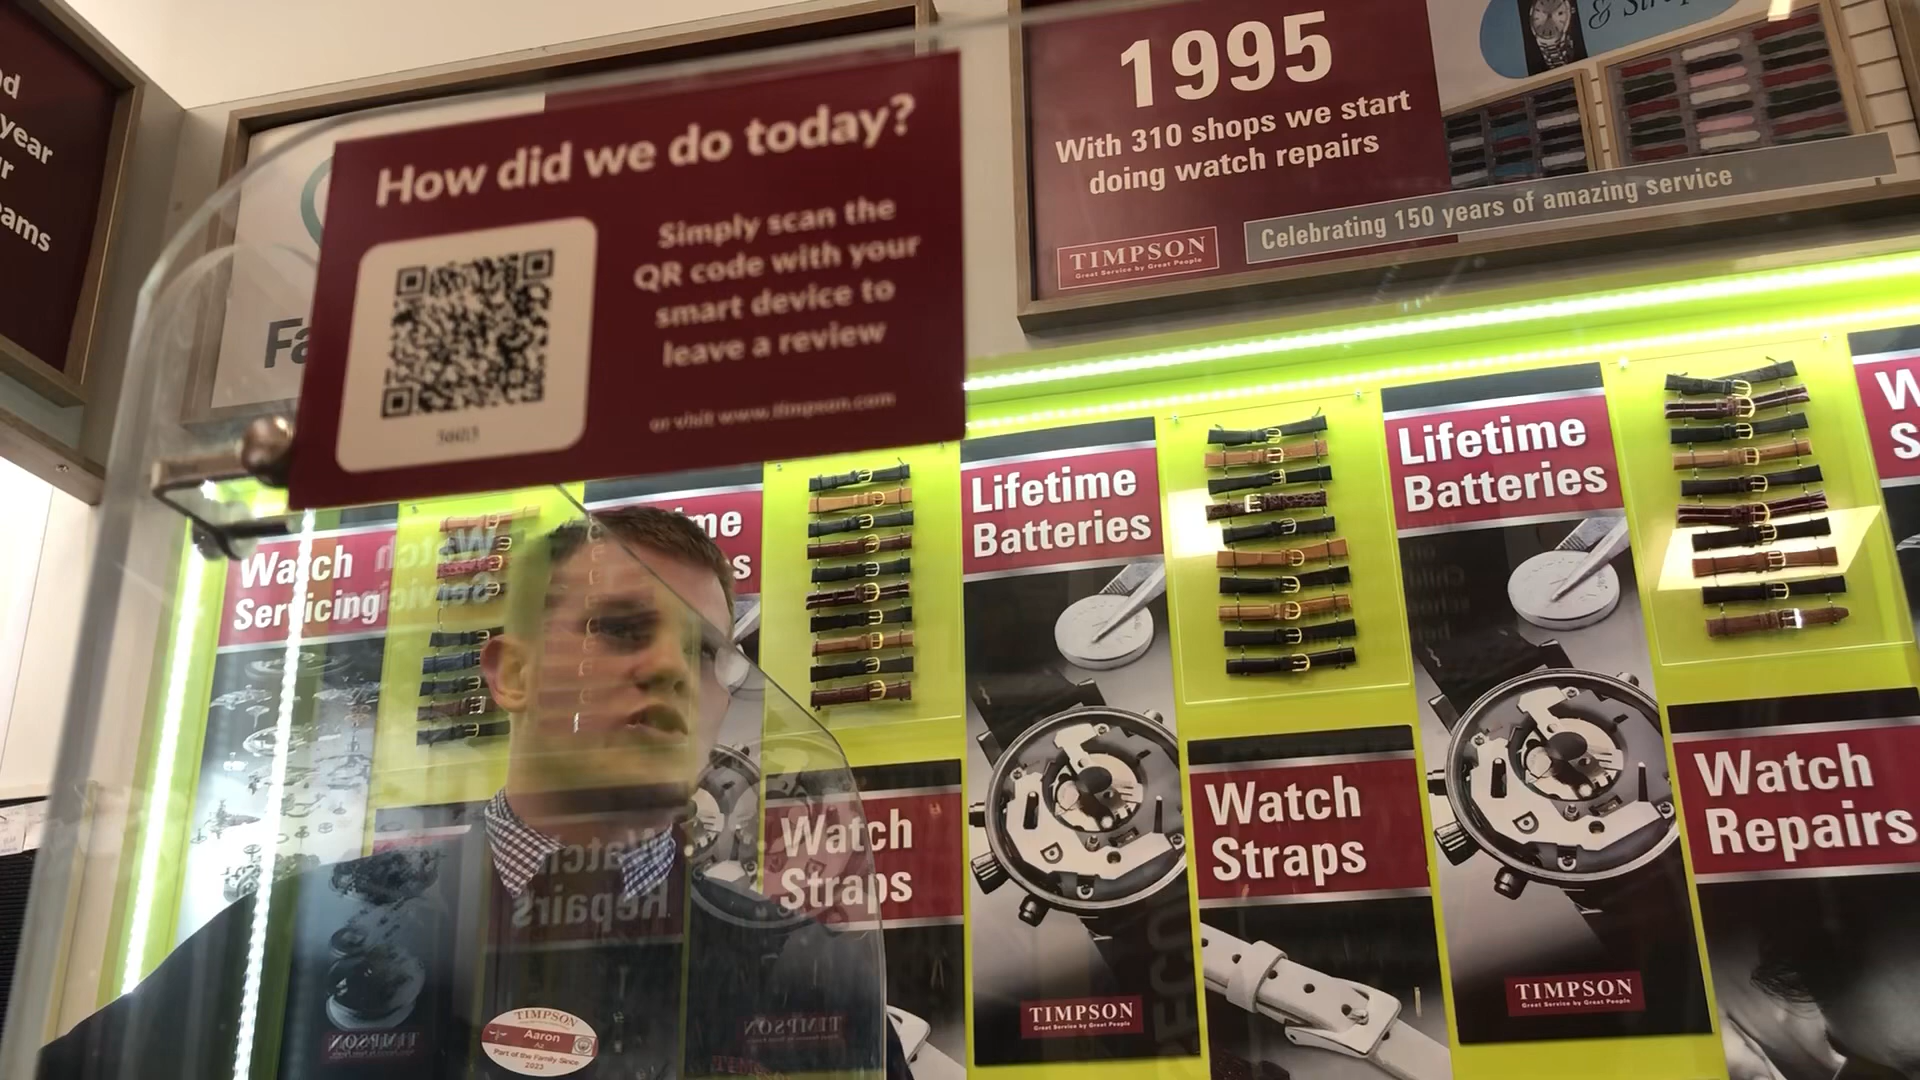 year
How did we do today?
Simply scan the
QR code with your
smart device to
leave a review
or visit www.timpson.com
1995
With 310 shops we start
doing watch repairs
TIMPSON
Great Service by Great People
Celebrating 150 years of amazing service
Watch
Servicing
Lifetime
Batteries
Lifetime
Batteries
Watch
Straps
Watch
Straps
Watch
Repairs
TIMPSON
Great Service by Great People
TIMPSON
Great Service by Great People
TIMPSON
Aaron
Part of the Family Since
2023